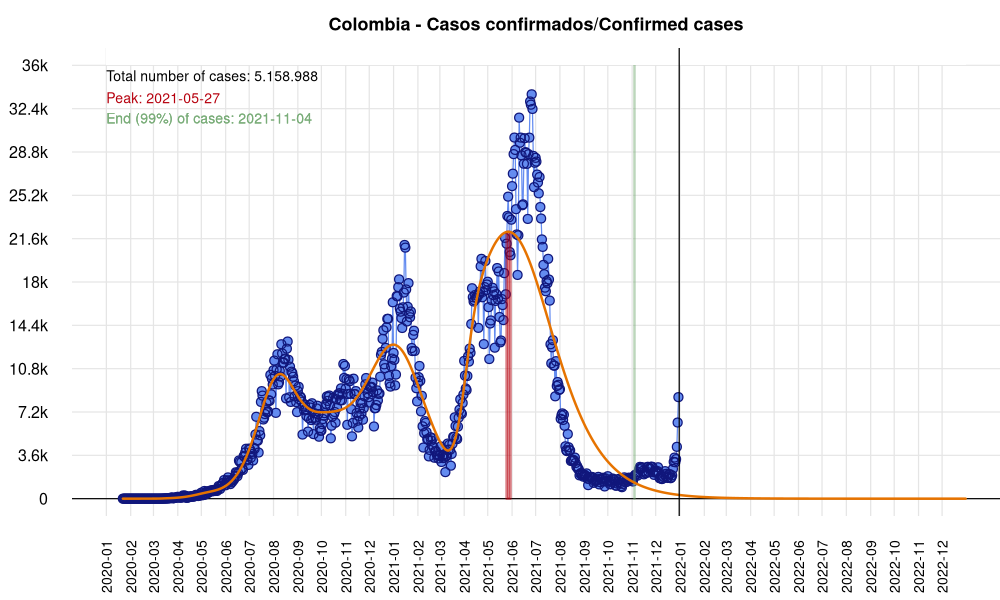 Colombia - Casos confirmados/Confirmed cases
Total number of cases: 5.158.988
Peak: 2021-05-27
End (99%) of cases: 2021-11-04
36k
32.4k
28.8k
25.2k
21.6k
18k
14.4k
10.8k
7.2k
3.6k
0
2020-01
2020-02
2020-03
2020-04
2020-05
2020-06
2020-07
2020-08
2020-09
2020-10
2020-11
2020-12
2021-01
2021-02
2021-03
2021-04
2021-05
2021-06
2021-07
2021-08
2021-09
2021-10
2021-11
2021-12
2022-01
2022-02
2022-03
2022-04
2022-05
2022-06
2022-07
2022-08
2022-09
2022-10
2022-11
2022-12